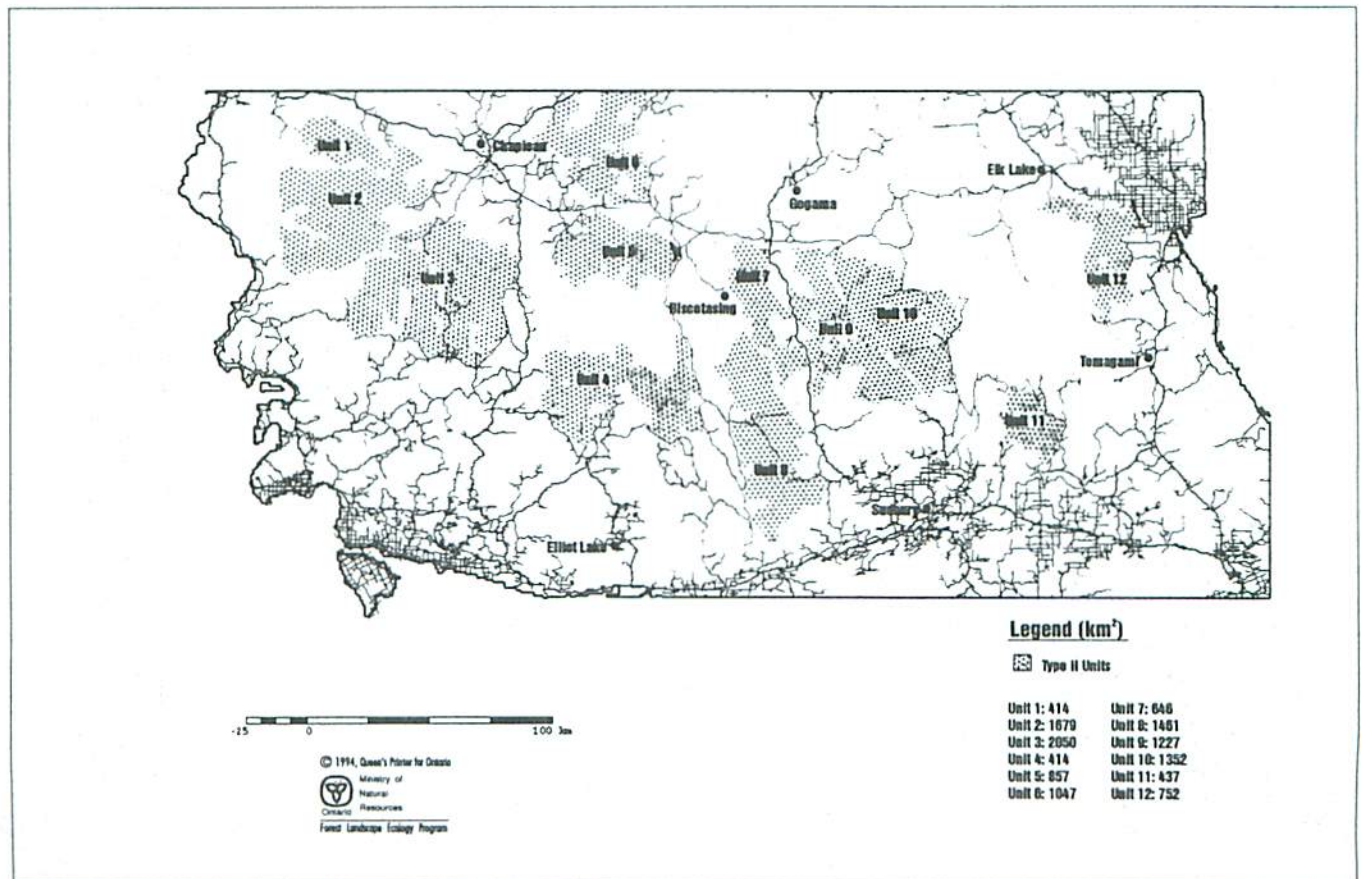 Unit 1
Chapleau
Unit 6
Elk Lake
Gogama
Unit 2
Unit 5
Unit 7
Unit 3
Unit 12
Biscotasing
Unit 10
Unit 9
Temagami
Unit 4
Unit 11
Unit 8
Sudbury
Elliot Lake
Legend (km²)
Type II Units
Unit 1: 414
Unit 2: 1679
Unit 3: 2050
Unit 4: 414
Unit 5: 857
Unit 6: 1047
Unit 7: 646
Unit 8: 1461
Unit 9: 1227
Unit 10: 1352
Unit 11: 437
Unit 12: 752
-25 0 100 km
© 1994, Queen's Printer for Ontario
Ministry of
Natural
Resources
Ontario
Forest Landscape Ecology Program